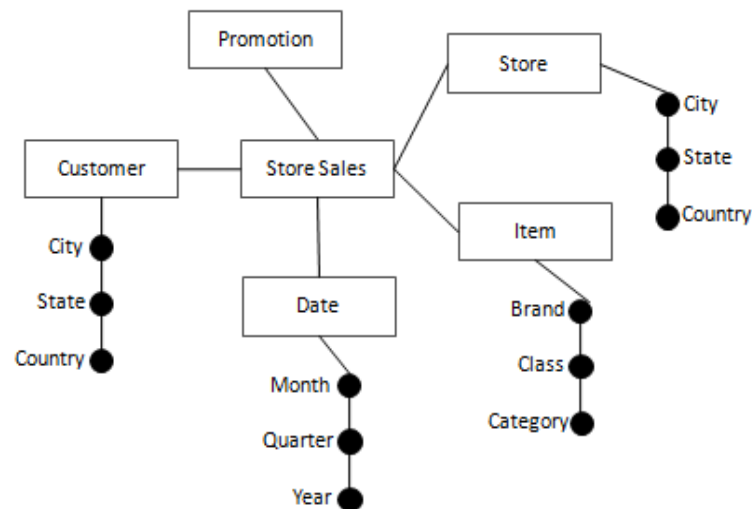 Promotion
Store
City
State
Country
Customer
Store Sales
Item
City
State
Country
Date
Brand
Class
Category
Month
Quarter
Year